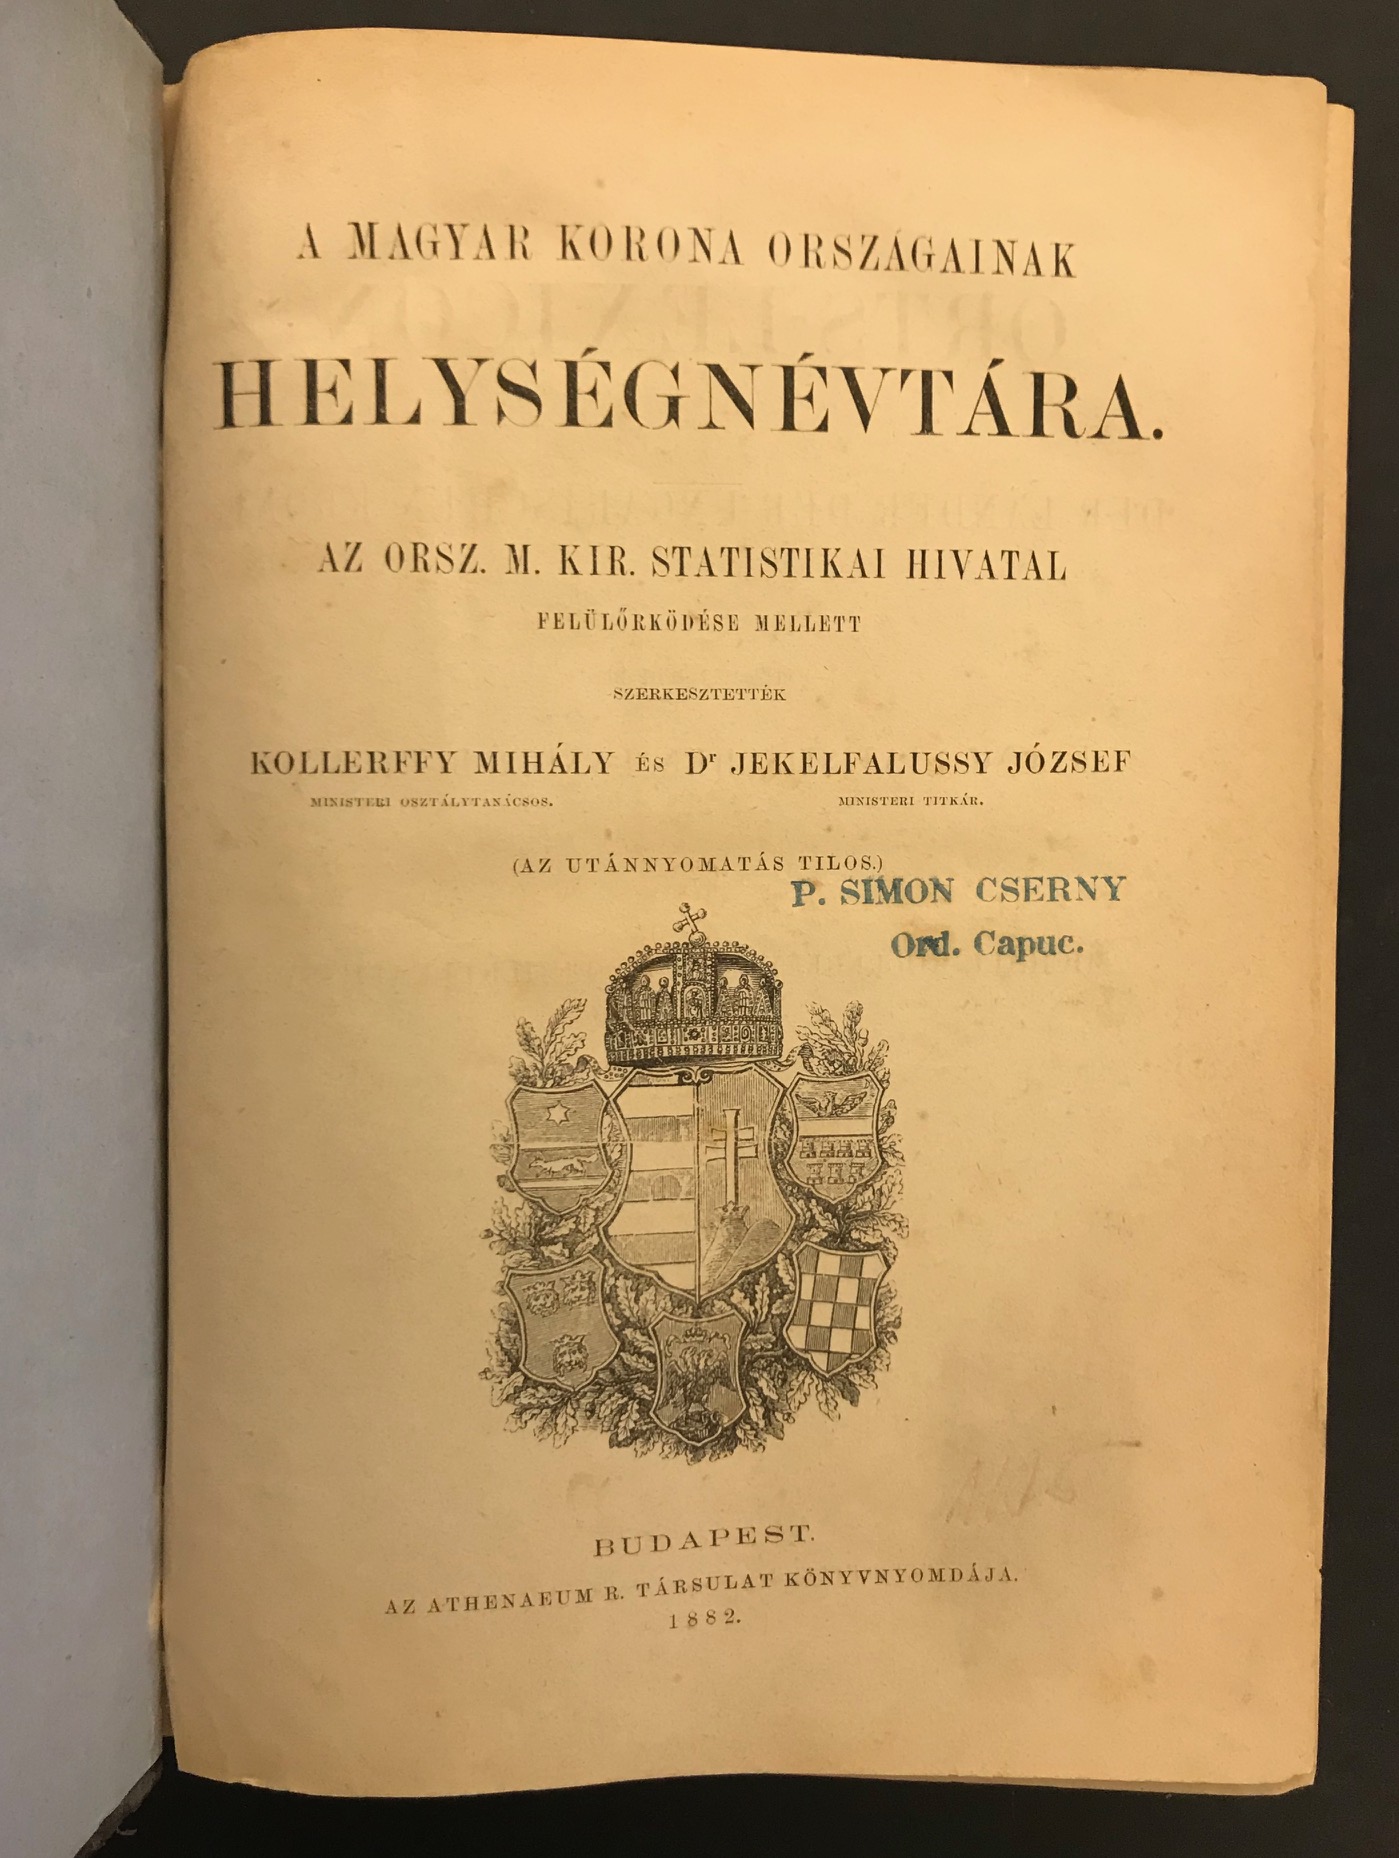 A MAGYAR KORONA ORSZÁGAINAK
HELYSÉGNÉVTÁRA.
AZ ORSZ. M. KIR. STATISTIKAI HIVATAL
FELÜLŐRKÖDÉSE MELLETT
SZERKESZTETTÉK
KOLLERFFY MIHÁLY ÉS Dr JEKELFALUSSY JÓZSEF
MINISTERI OSZTÁLYTANÁCSOS. MINISTERI TITKÁR.
(AZ UTÁNNYOMATÁS TILOS.)
P. SIMON CSERNY
Ord. Capuc.
BUDAPEST.
AZ ATHENAEUM R. TÁRSULAT KÖNYVNYOMDÁJA.
1882.